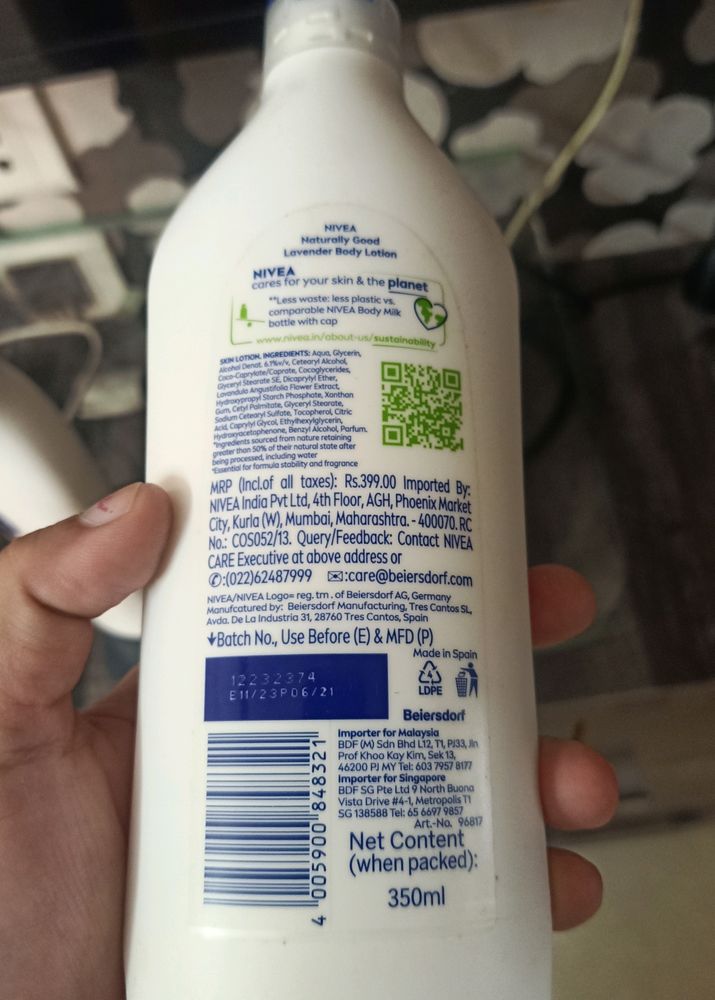 NIVEA
Naturally Good
Lavender Body Lotion
NIVEA
cares for your skin & the planet
**Less waste: less plastic vs.
comparable NIVEA Body Milk
bottle with cap
www.nivea.in/about-us/sustainability
SKIN LOTION. INGREDIENTS: Aqua, Glycerin,
Alcohol Denat. 6.1%v/v, Cetearyl Alcohol,
Coco-Caprylate/Caprate, Cocoglycerides,
Glyceryl Stearate SE, Dicaprylyl Ether,
Lavandula Angustifolia Flower Extract,
Hydroxypropyl Starch Phosphate, Xanthan
Gum, Cetyl Palmitate, Glyceryl Stearate,
Sodium Cetearyl Sulfate, Tocopherol, Citric
Acid, Caprylyl Glycol, Ethylhexylglycerin,
Hydroxyacetophenone, Benzyl Alcohol, Parfum.
*Ingredients sourced from nature retaining
greater than 50% of their natural state after
being processed, including water
*Essential for formula stability and fragrance
MRP (Incl.of all taxes): Rs.399.00 Imported By:
NIVEA India Pvt Ltd, 4th Floor, AGH, Phoenix Market
City, Kurla (W), Mumbai, Maharashtra. - 400070. RC
No.: COS052/13. Query/Feedback: Contact NIVEA
CARE Executive at above address or
✆:(022)62487999 ✉:care@beiersdorf.com
NIVEA/NIVEA Logo= reg. tm. of Beiersdorf AG, Germany
Manufcatured by: Beiersdorf Manufacturing, Tres Cantos SL,
Avda. De La Industria 31, 28760 Tres Cantos, Spain.
Batch No., Use Before (E) & MFD (P)
Made in Spain
12232374
E11/23P06/21
LDPE
Beiersdorf
Importer for Malaysia
BDF (M) Sdn Bhd L12, T1, PJ33, Jln
Prof Khoo Kay Kim, Sek 13,
46200 PJ MY Tel: 603 7957 8177
Importer for Singapore
BDF SG Pte Ltd 9 North Buona
Vista Drive #4-1, Metropolis T1
SG 138588 Tel: 65 6697 9857
Art.-No. 96817
Net Content
(when packed):
350ml
4 005900 848321